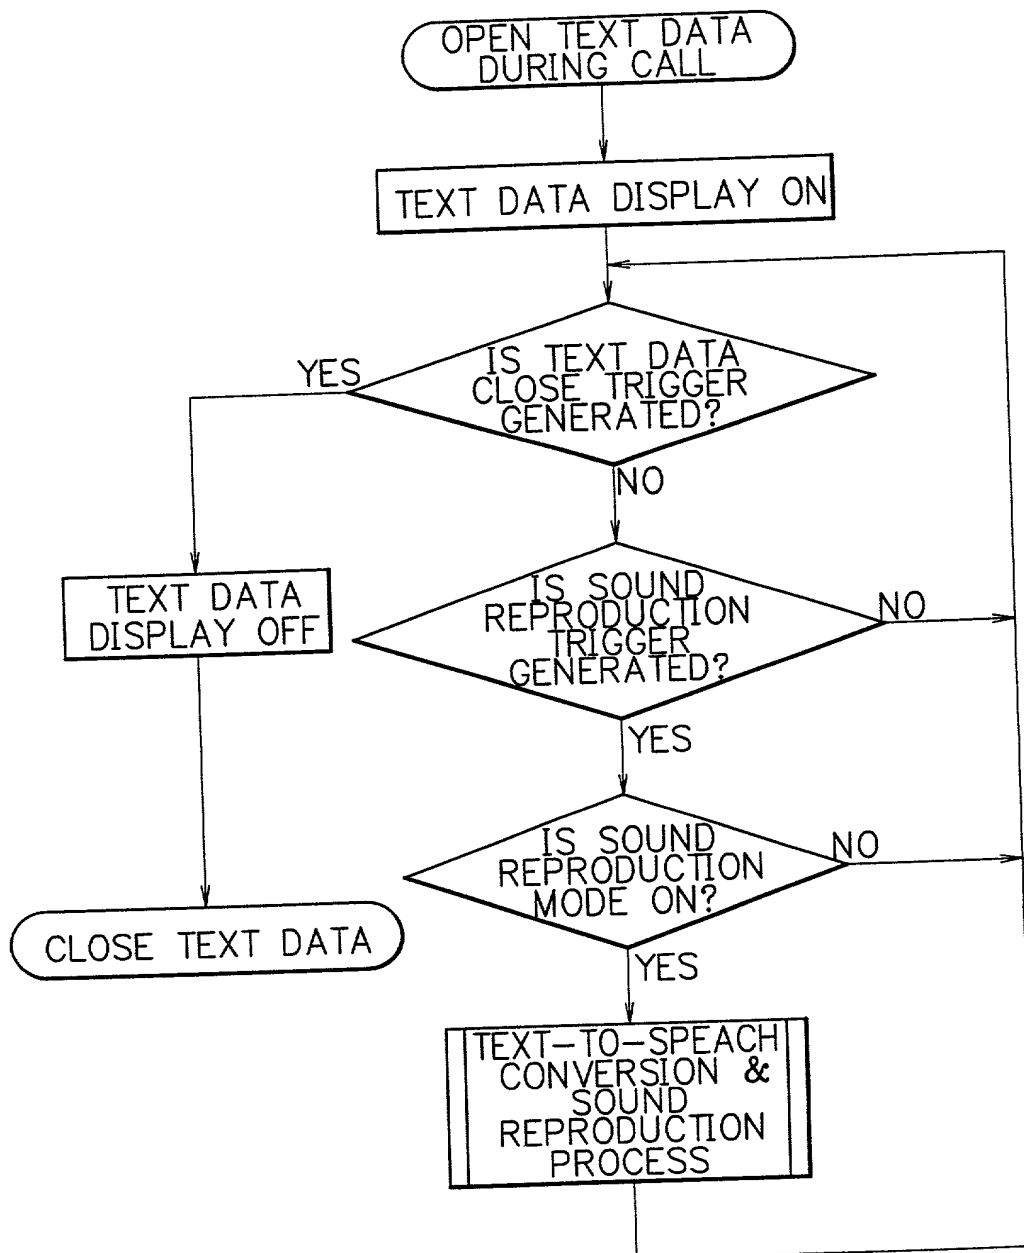 OPEN TEXT DATA
DURING CALL
TEXT DATA DISPLAY ON
IS TEXT DATA
CLOSE TRIGGER
GENERATED?
YES
NO
IS SOUND
REPRODUCTION
TRIGGER
GENERATED?
NO
YES
TEXT DATA
DISPLAY OFF
IS SOUND
REPRODUCTION
MODE ON?
NO
YES
CLOSE TEXT DATA
TEXT-TO-SPEACH
CONVERSION &
SOUND
REPRODUCTION
PROCESS